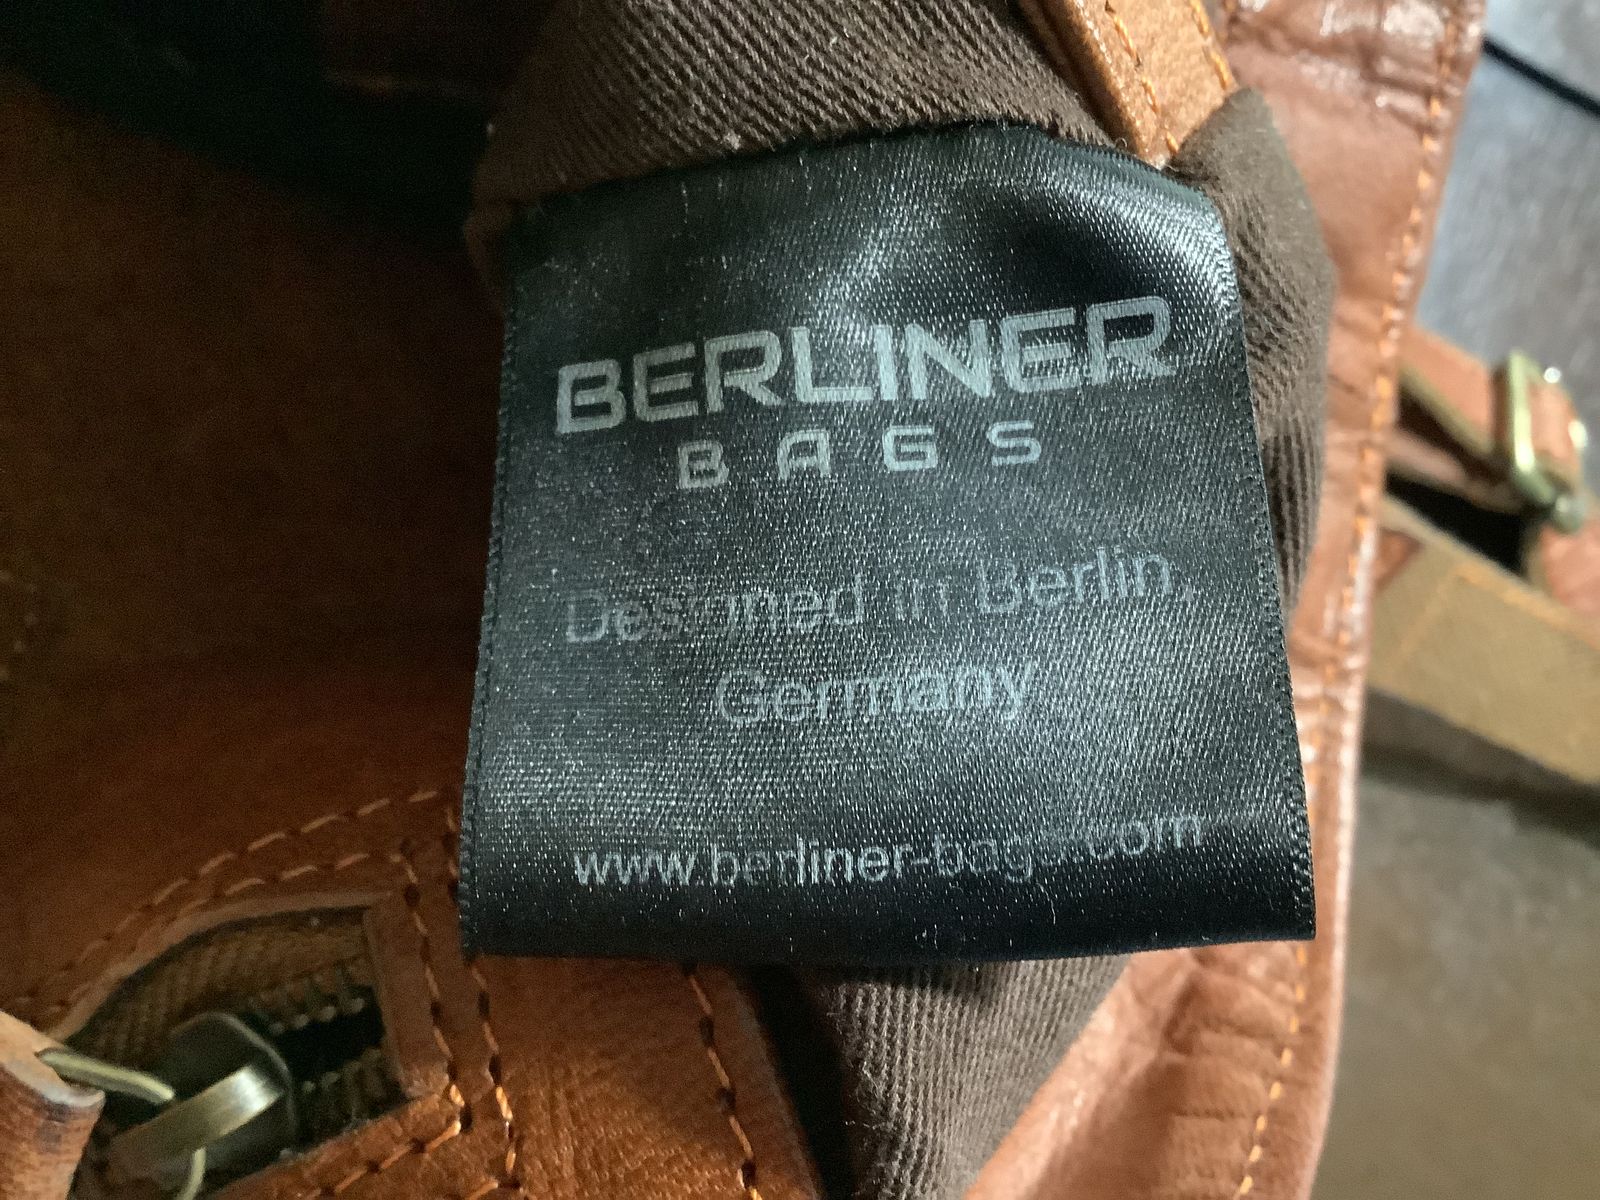 BERLINER
BAGS
Designed in Berlin,
Germany
www.berliner-bags.com